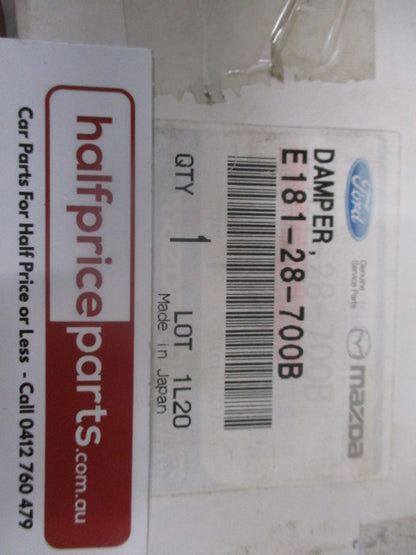 Ford
Genuine
Service Parts
mazda
DAMPER,
E181-28-700B
QTY 1 LOT 1L20
Made in Japan
halfpriceparts.com.au
Car Parts For Half Price or Less - Call 0412 760 479